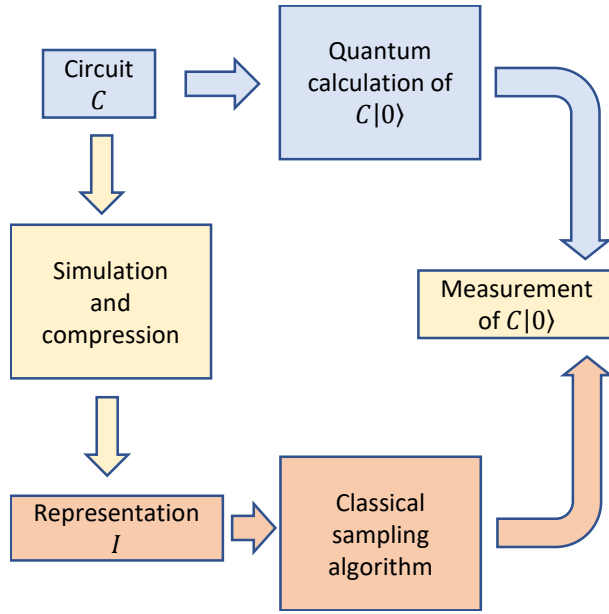 Circuit
C
Quantum
calculation of
C|0⟩
Simulation
and
compression
Measurement
of C|0⟩
Representation
I
Classical
sampling
algorithm